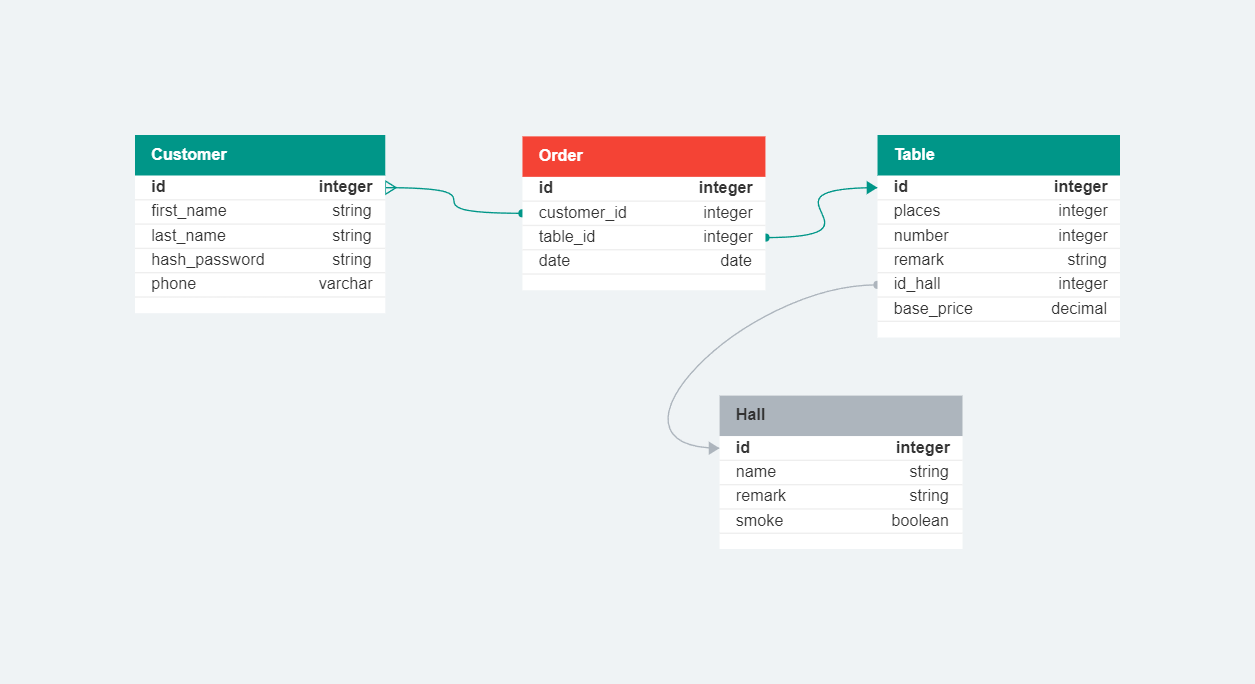 Customer
id integer
first_name string
last_name string
hash_password string
phone varchar
Order
id integer
customer_id integer
table_id integer
date date
Table
id integer
places integer
number integer
remark string
id_hall integer
base_price decimal
Hall
id integer
name string
remark string
smoke boolean